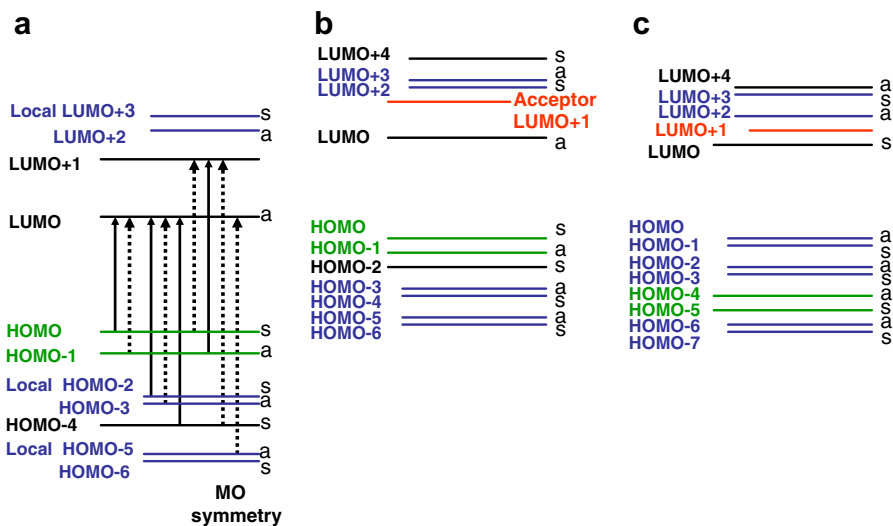 a
Local LUMO+3 s
LUMO+2 a
LUMO+1 s
LUMO a
HOMO s
HOMO-1 a
Local HOMO-2 s
HOMO-3 a
HOMO-4 s
Local HOMO-5 a
HOMO-6 s
MO
symmetry
b
LUMO+4 s
LUMO+3 a
LUMO+2 s
Acceptor
LUMO+1
LUMO a
HOMO s
HOMO-1 a
HOMO-2 s
HOMO-3 a
HOMO-4 s
HOMO-5 a
HOMO-6 s
c
LUMO+4 a
LUMO+3 s
LUMO+2 a
LUMO+1
LUMO s
HOMO a
HOMO-1 s
HOMO-2 a
HOMO-3 s
HOMO-4 a
HOMO-5 s
HOMO-6 a
HOMO-7 s